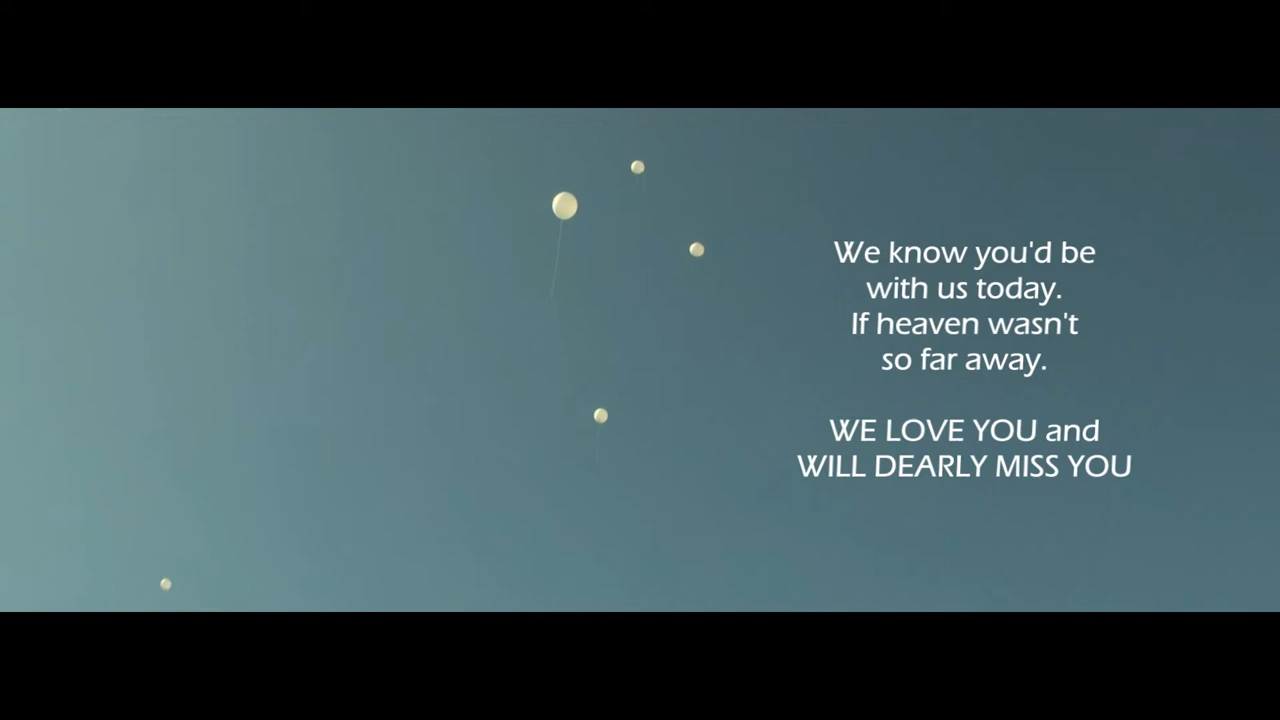 We know you'd be
with us today.
If heaven wasn't
so far away.
WE LOVE YOU and
WILL DEARLY MISS YOU